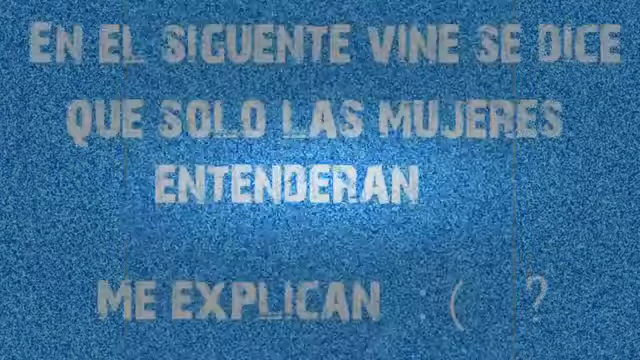 EN EL SIGUENTE VINE SE DICE
QUE SOLO LAS MUJERES
ENTENDERAN
ME EXPLICAN : ( ?